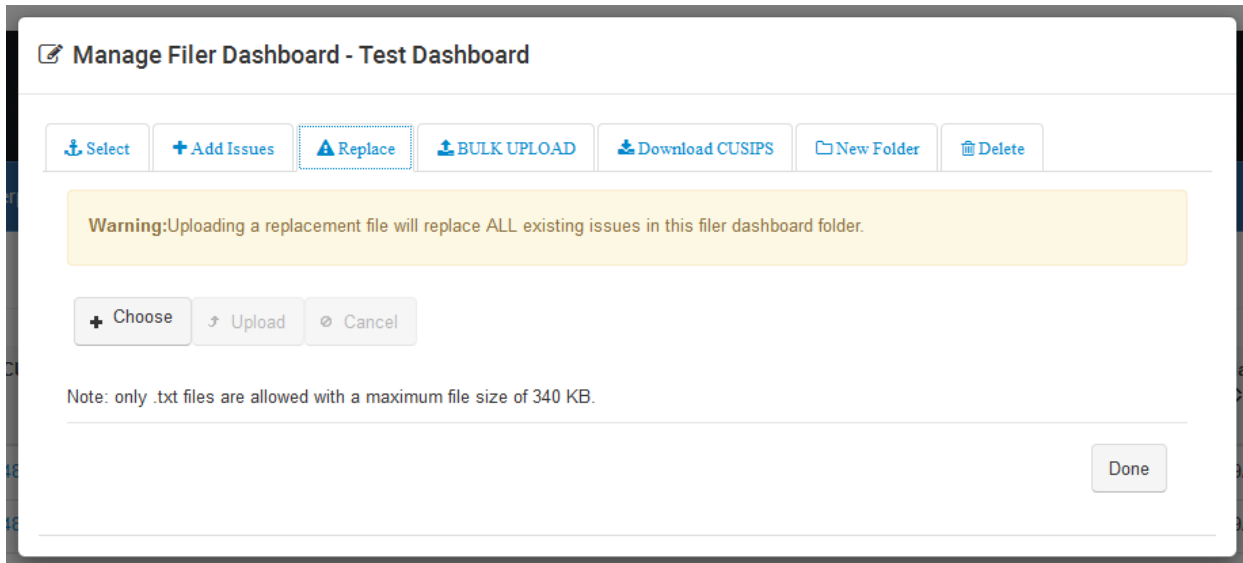 Manage Filer Dashboard - Test Dashboard
Select Add Issues Replace BULK UPLOAD Download CUSIPS New Folder Delete
Warning:Uploading a replacement file will replace ALL existing issues in this filer dashboard folder.
Choose Upload Cancel
Note: only .txt files are allowed with a maximum file size of 340 KB.
Done